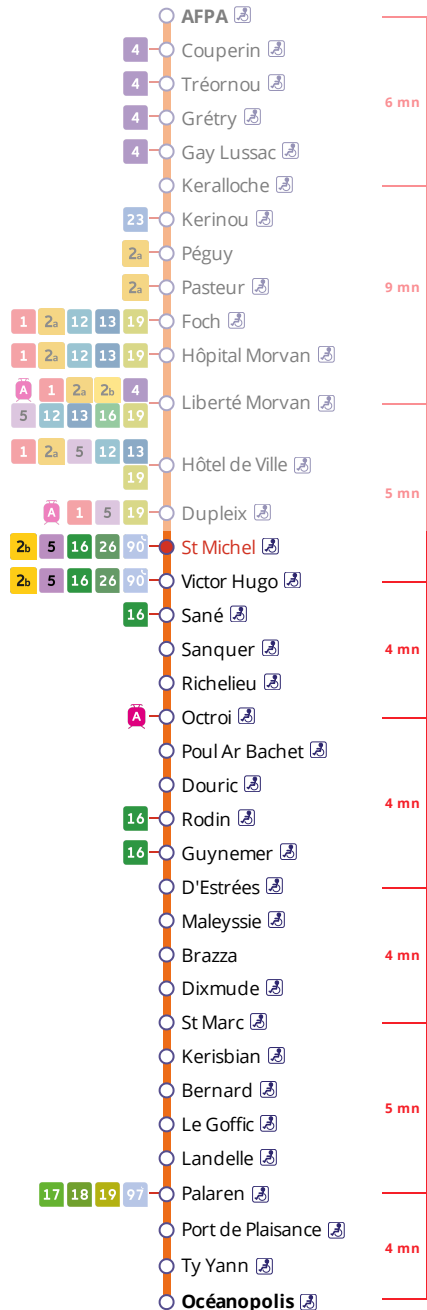 AFPA
4 Couperin
4 Tréornou
6 mn
4 Grétry
4 Gay Lussac
Keralloche
23 Kerinou
2a Péguy
2a Pasteur
9 mn
1 2a 12 13 19 Foch
1 2a 12 13 19 Hôpital Morvan
A 1 2a 2b 4
5 12 13 16 19
Liberté Morvan
1 2a 5 12 13
19
Hôtel de Ville
5 mn
A 1 5 19 Dupleix
2b 5 16 26 90 St Michel
2b 5 16 26 90 Victor Hugo
16 Sané
Sanquer
4 mn
Richelieu
A Octroi
Poul Ar Bachet
Douric
4 mn
16 Rodin
16 Guynemer
D'Estrées
Maleyssie
Brazza
4 mn
Dixmude
St Marc
Kerisbian
Bernard
5 mn
Le Goffic
Landelle
17 18 19 97 Palaren
Port de Plaisance
4 mn
Ty Yann
Océanopolis